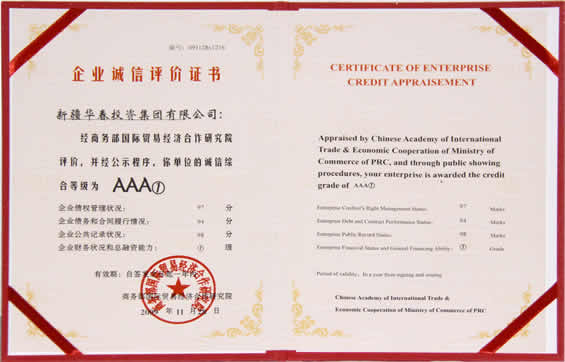 编号: 09112811216
企业诚信评价证书
新疆华春投资集团有限公司:
经商务部国际贸易经济合作研究院
评价, 并经公示程序, 你单位的诚信综
合等级为 AAA①
企业债权管理状况: 97 分
企业债务和合同履行情况: 94 分
企业公共记录状况: 98 分
企业财务状况和总融资能力: ① 级
有效期: 自签发之日起一年
商务部国际贸易经济合作研究院
年 11 月
CERTIFICATE OF ENTERPRISE
CREDIT APPRAISEMENT
Appraised by Chinese Academy of International
Trade & Economic Cooperation of Ministry of
Commerce of PRC, and through public showing
procedures, your enterprise is awarded the credit
grade of AAA①
Enterprise Creditor's Right Management Status: 97 Marks
Enterprise Debt and Contract Performance Status: 94 Marks
Enterprise Public Record Status: 98 Marks
Enterprise Financial Status and General Financing Ability: ① Grade
Period of validity: In a year from signing and issuing
Chinese Academy of International Trade &
Economic Cooperation of Ministry of Commerce of PRC